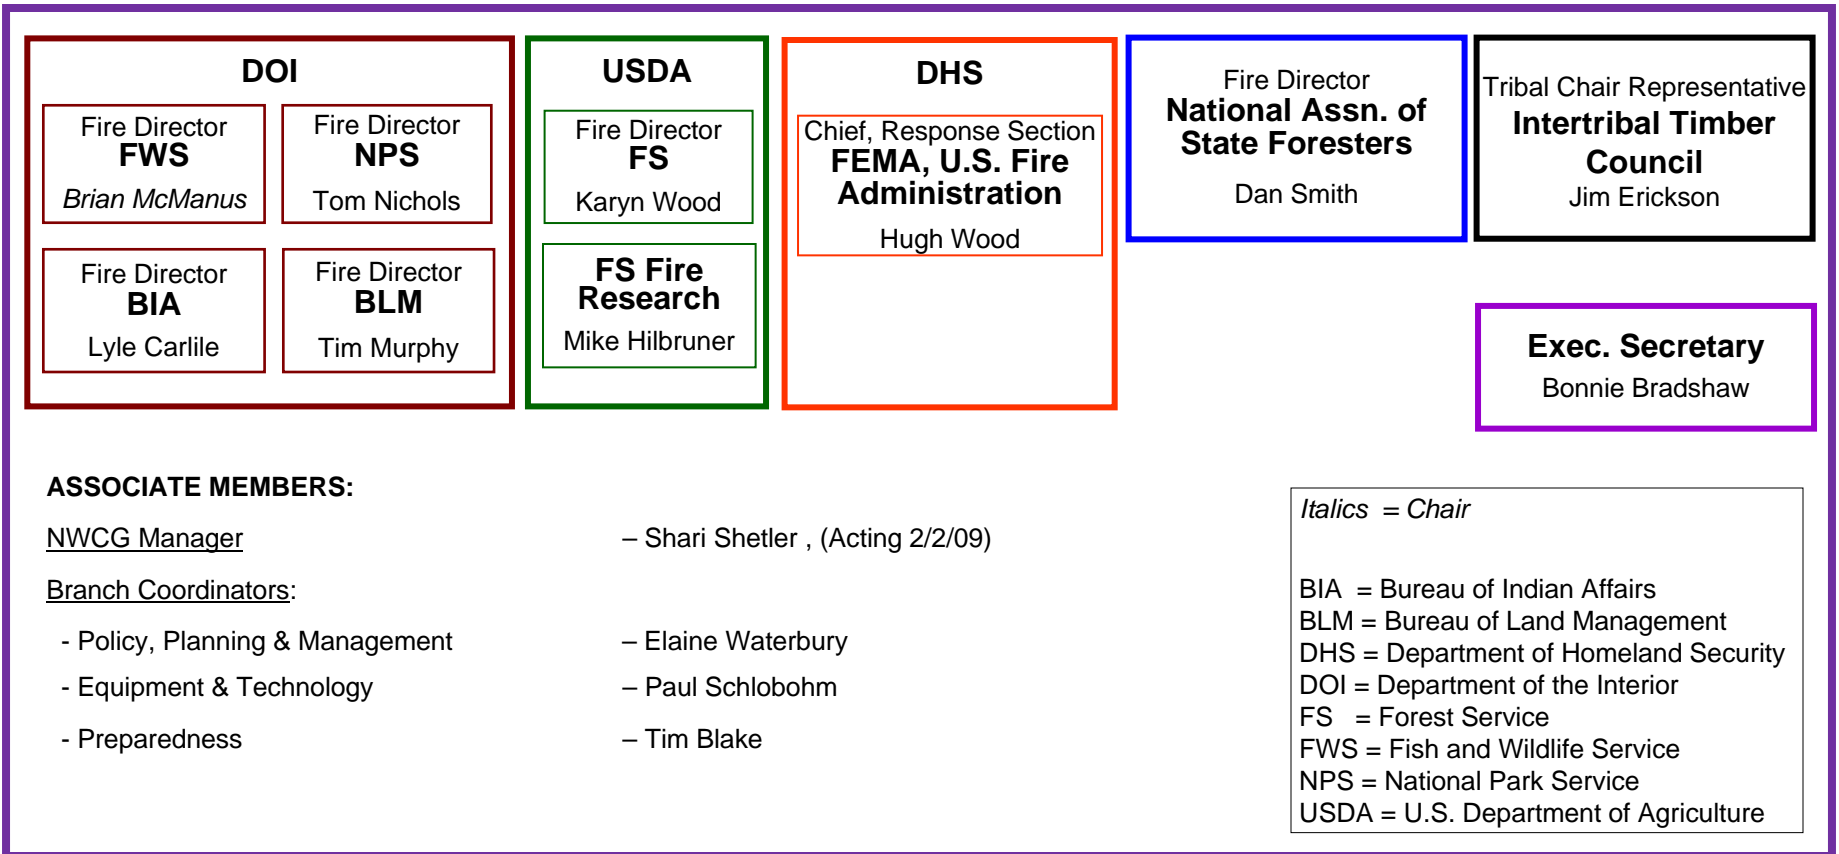 DOI
Fire Director
FWS
Brian McManus
Fire Director
NPS
Tom Nichols
Fire Director
BIA
Lyle Carlile
Fire Director
BLM
Tim Murphy
USDA
Fire Director
FS
Karyn Wood
FS Fire
Research
Mike Hilbruner
DHS
Chief, Response Section
FEMA, U.S. Fire
Administration
Hugh Wood
Fire Director
National Assn. of
State Foresters
Dan Smith
Tribal Chair Representative
Intertribal Timber
Council
Jim Erickson
Exec. Secretary
Bonnie Bradshaw
ASSOCIATE MEMBERS:
NWCG Manager – Shari Shetler , (Acting 2/2/09)
Branch Coordinators:
- Policy, Planning & Management – Elaine Waterbury
- Equipment & Technology – Paul Schlobohm
- Preparedness – Tim Blake
Italics = Chair
BIA = Bureau of Indian Affairs
BLM = Bureau of Land Management
DHS = Department of Homeland Security
DOI = Department of the Interior
FS = Forest Service
FWS = Fish and Wildlife Service
NPS = National Park Service
USDA = U.S. Department of Agriculture